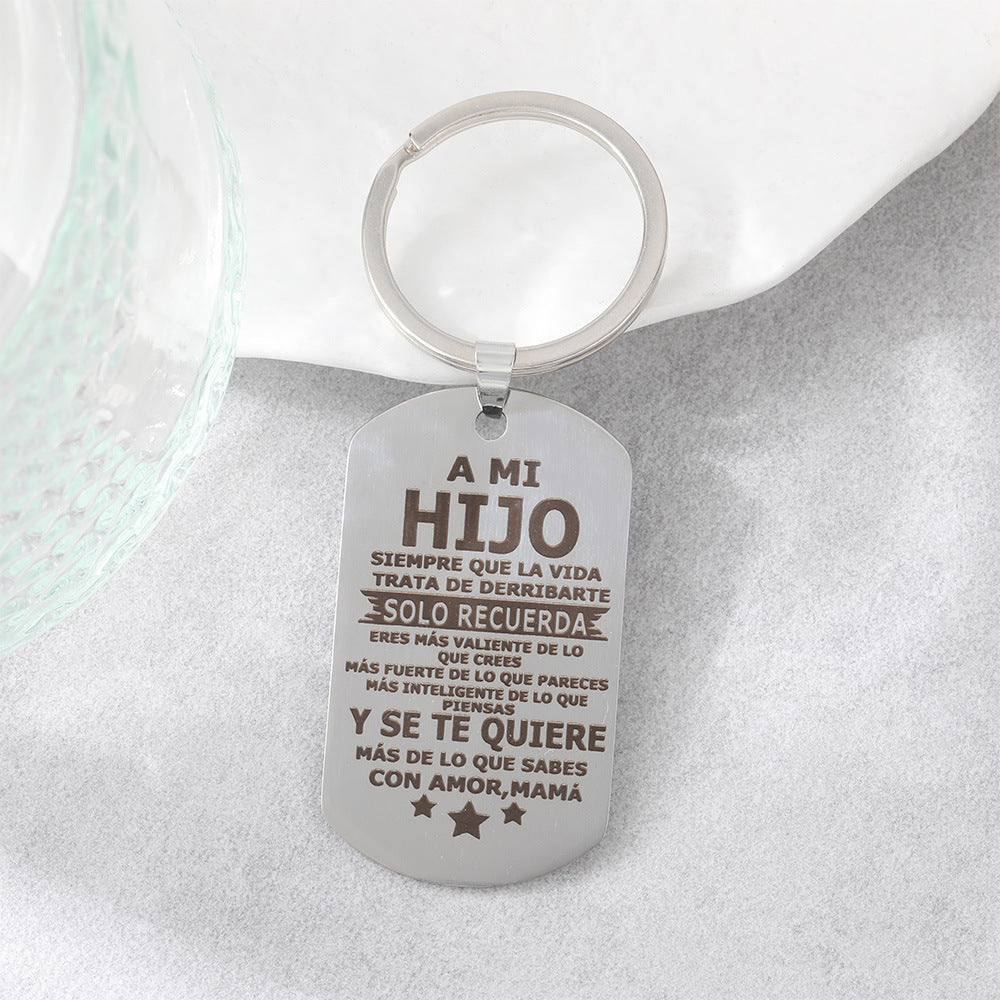 A MI
HIJO
SIEMPRE QUE LA VIDA
TRATA DE DERRIBARTE
SOLO RECUERDA
ERES MÁS VALIENTE DE LO
QUE CREES
MÁS FUERTE DE LO QUE PARECES
MÁS INTELIGENTE DE LO QUE
PIENSAS
Y SE TE QUIERE
MÁS DE LO QUE SABES
CON AMOR,MAMÁ